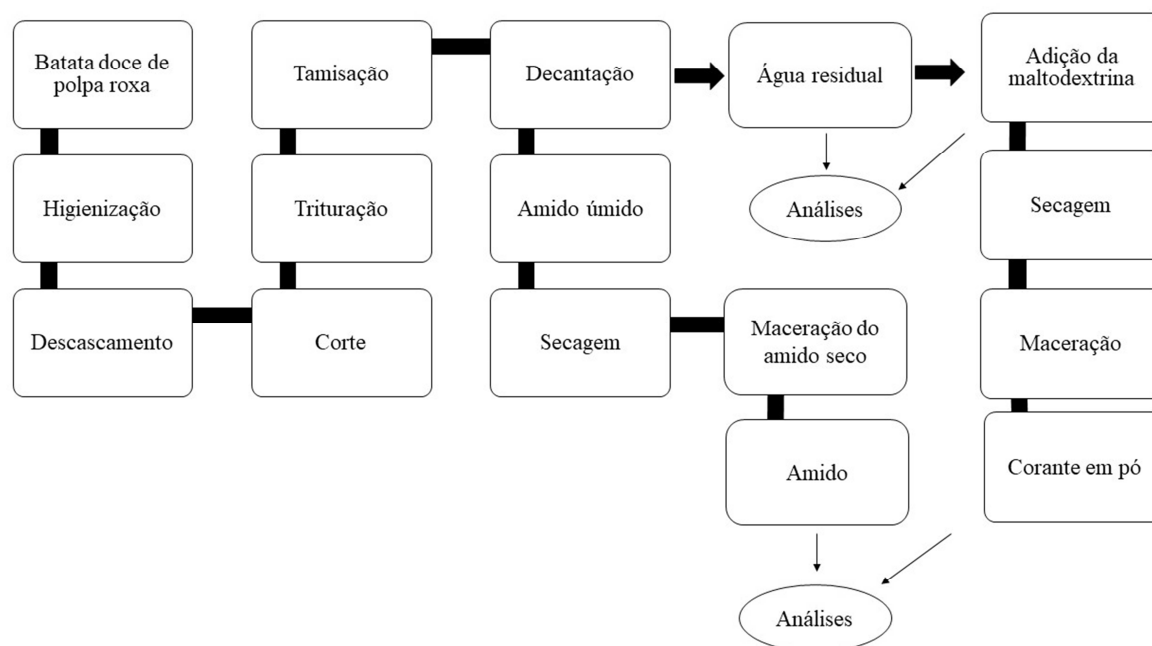 Batata doce de
polpa roxa
Higienização
Descascamento
Corte
Trituração
Tamisação
Decantação
Amido úmido
Secagem
Maceração do
amido seco
Amido
Análises
Água residual
Análises
Adição da
maltodextrina
Secagem
Maceração
Corante em pó